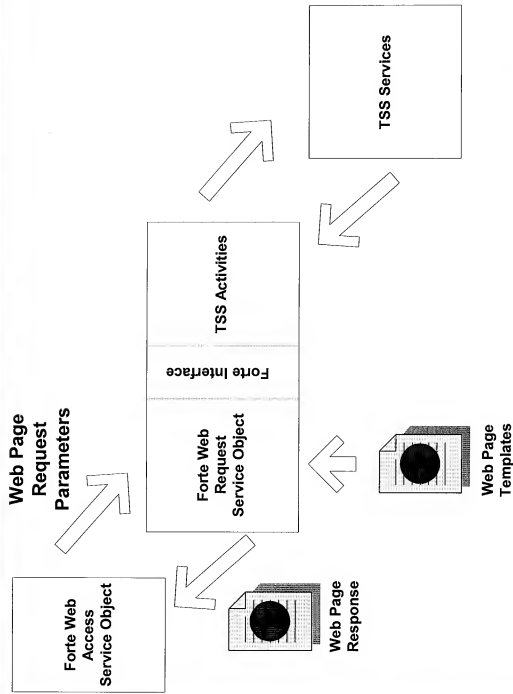 Web Page
Request
Parameters
Forte Web
Access
Service Object
Web Page
Response
Forte Web
Request
Service Object
Forte Interface
TSS Activities
Web Page
Templates
TSS Services